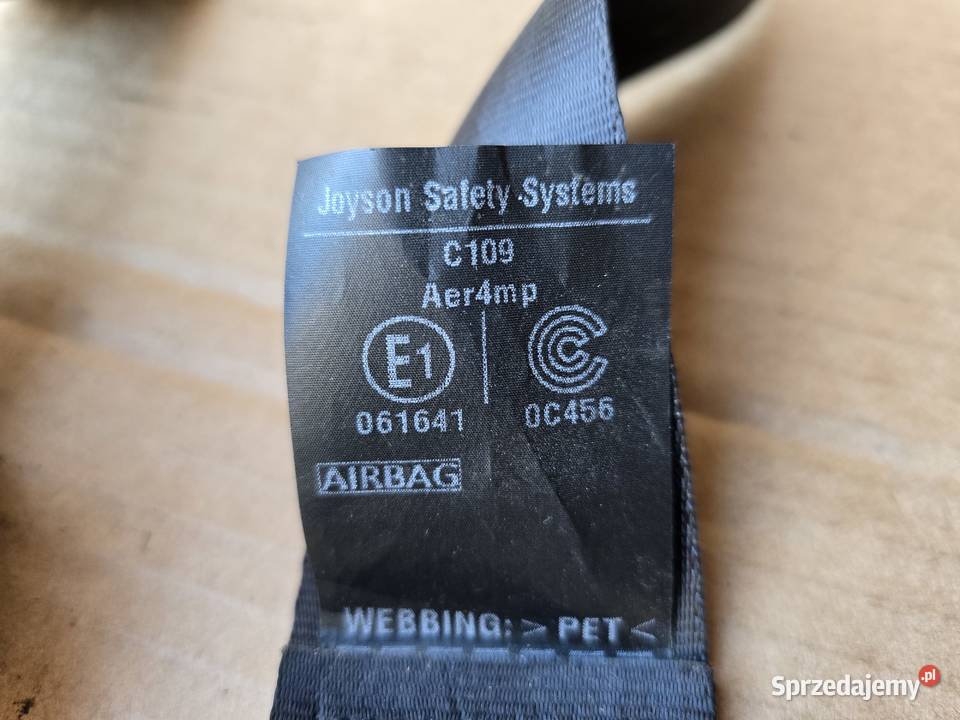 Joyson Safety Systems
C109
Aer4mp
E1
061641
0C456
AIRBAG
WEBBING: > PET <
Sprzedajemy.pl